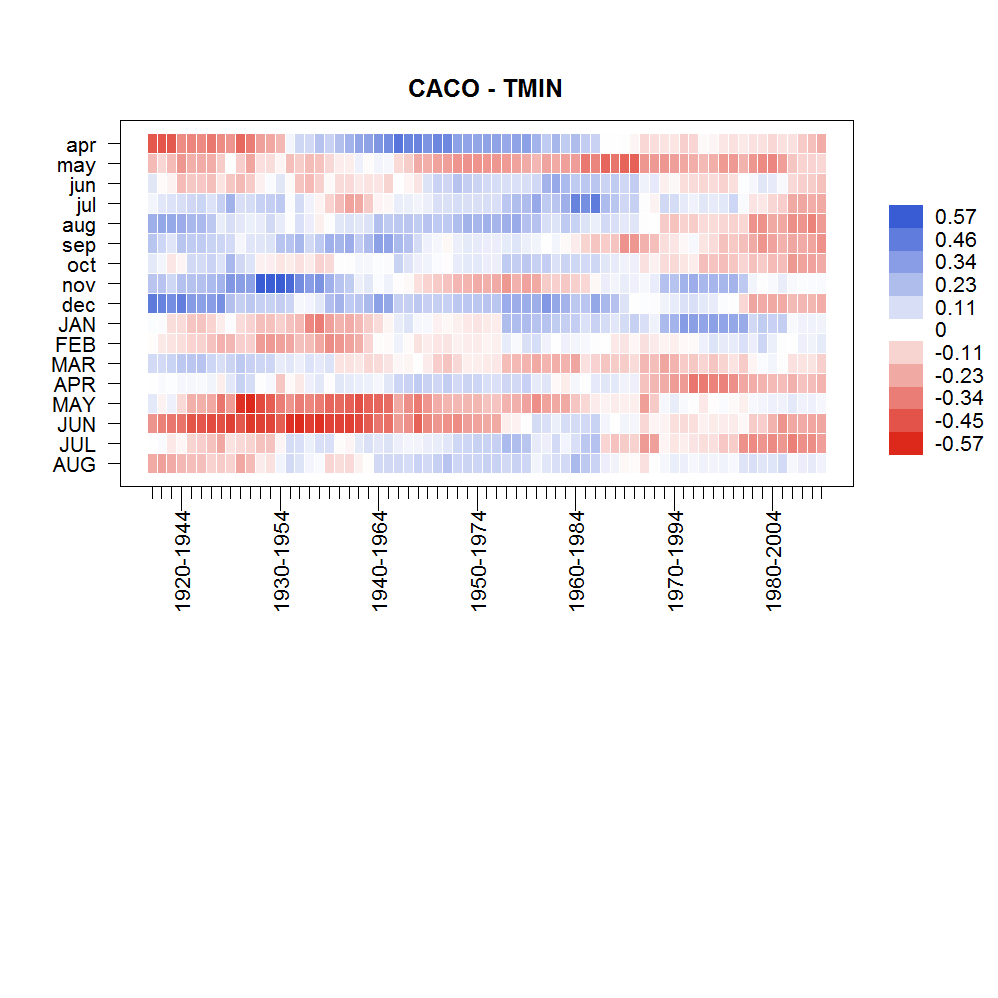 CACO - TMIN
apr
may
jun
jul
aug
sep
oct
nov
dec
JAN
FEB
MAR
APR
MAY
JUN
JUL
AUG
0.57
0.46
0.34
0.23
0.11
0
-0.11
-0.23
-0.34
-0.45
-0.57
1920-1944
1930-1954
1940-1964
1950-1974
1960-1984
1970-1994
1980-2004